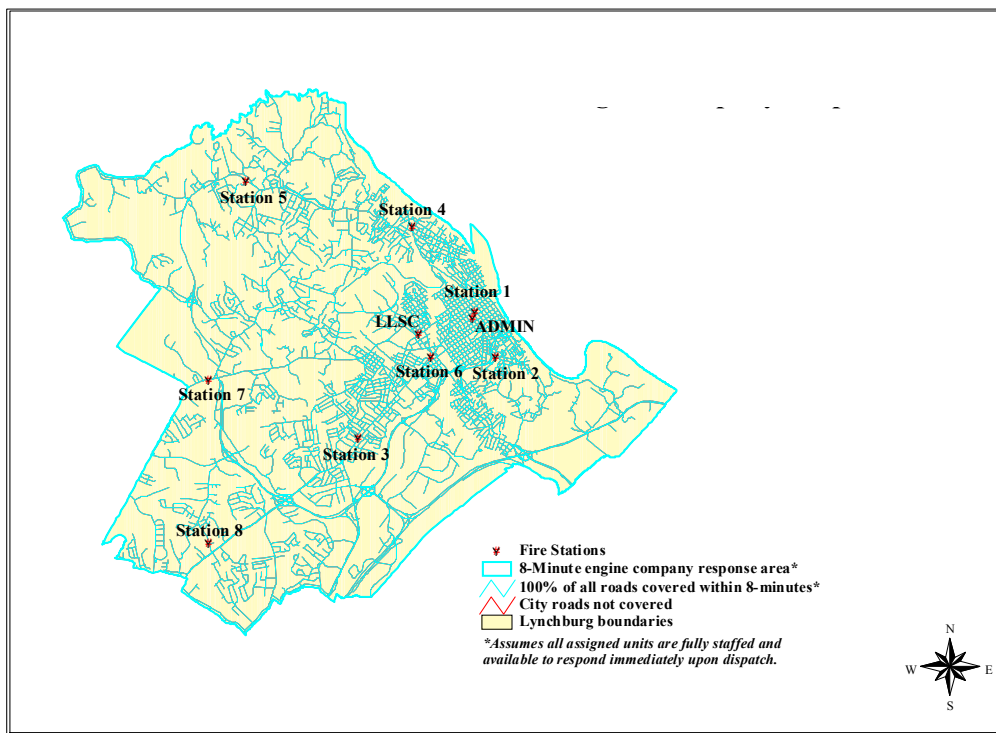 Station 5
Station 4
Station 1
LLSC
ADMIN
Station 6
Station 2
Station 7
Station 3
Station 8
Fire Stations
8-Minute engine company response area*
100% of all roads covered within 8-minutes*
City roads not covered
Lynchburg boundaries
*Assumes all assigned units are fully staffed and
available to respond immediately upon dispatch.
N
W
E
S